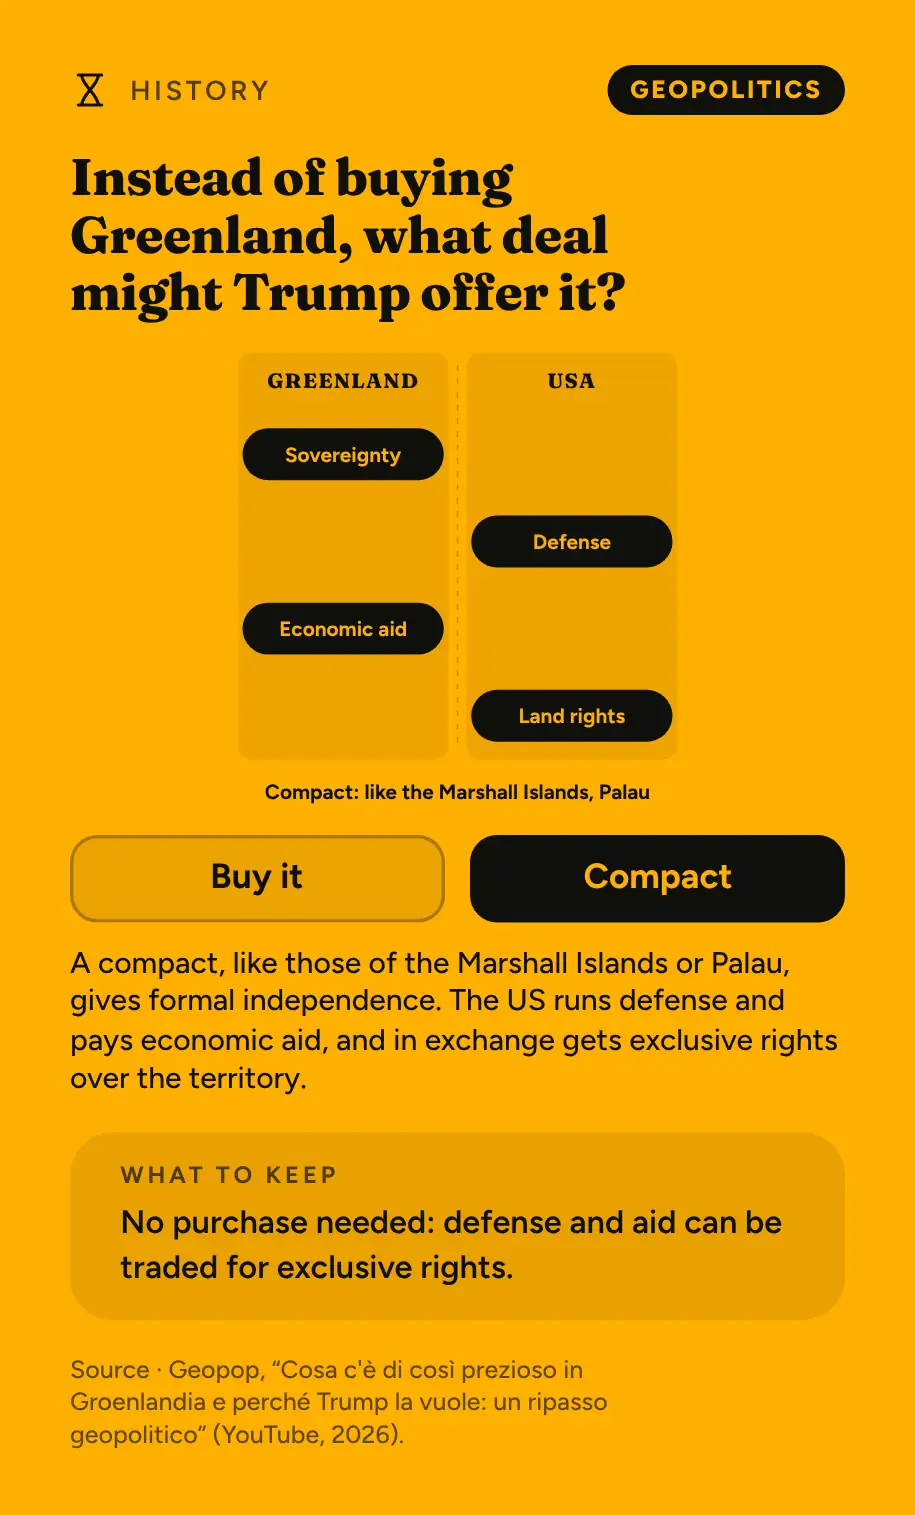 HISTORY
GEOPOLITICS
Instead of buying
Greenland, what deal
might Trump offer it?
GREENLAND
USA
Sovereignty
Defense
Economic aid
Land rights
Compact: like the Marshall Islands, Palau
Buy it
Compact
A compact, like those of the Marshall Islands or Palau,
gives formal independence. The US runs defense and
pays economic aid, and in exchange gets exclusive rights
over the territory.
WHAT TO KEEP
No purchase needed: defense and aid can be
traded for exclusive rights.
Source · Geopop, “Cosa c'è di così prezioso in
Groenlandia e perché Trump la vuole: un ripasso
geopolitico” (YouTube, 2026).